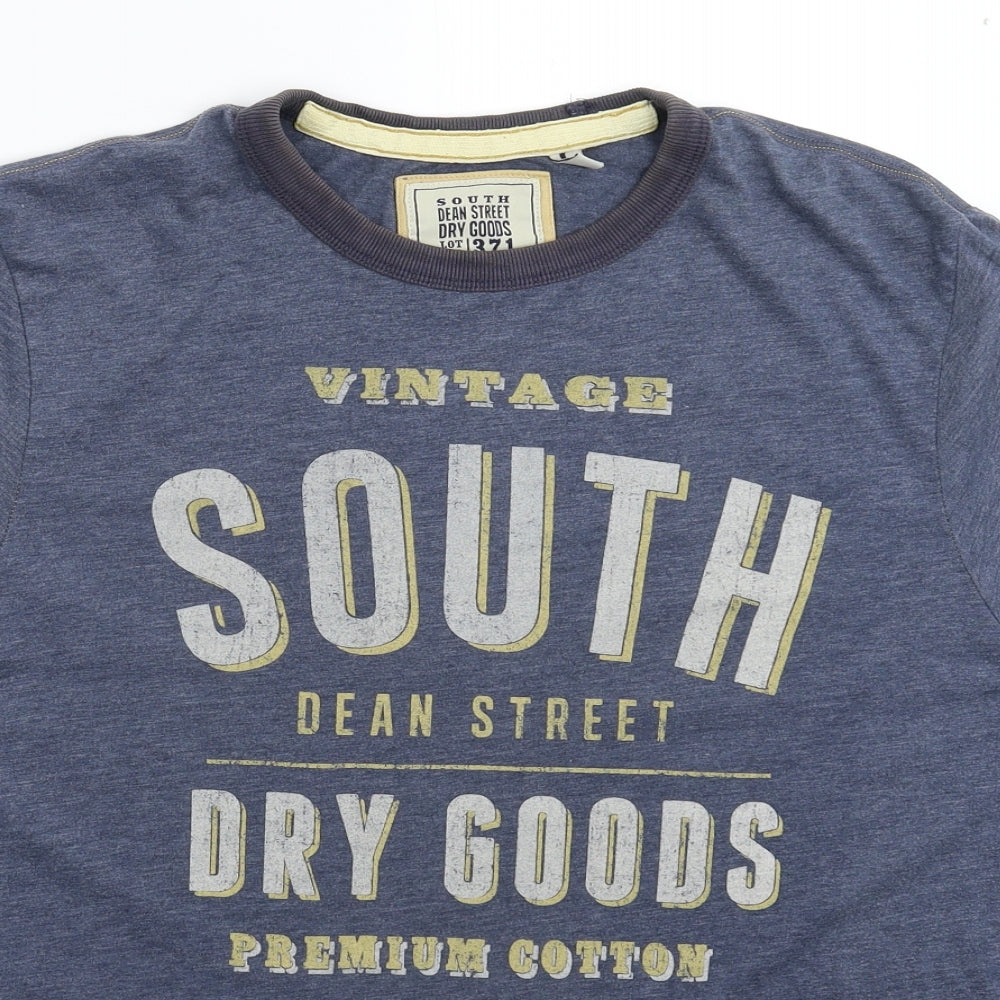 SOUTH
DEAN STREET
DRY GOODS
LOT 371
VINTAGE
SOUTH
DEAN STREET
DRY GOODS
PREMIUM COTTON